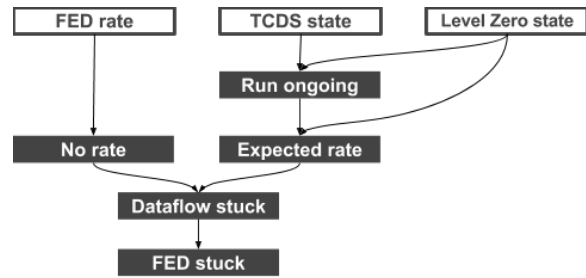 FED rate
TCDS state
Level Zero state
Run ongoing
No rate
Expected rate
Dataflow stuck
FED stuck